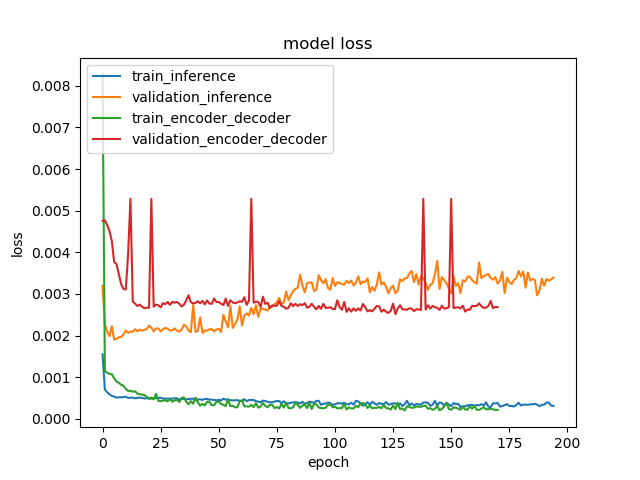 model loss
train_inference
validation_inference
train_encoder_decoder
validation_encoder_decoder
loss
0.008
0.007
0.006
0.005
0.004
0.003
0.002
0.001
0.000
0 25 50 75 100 125 150 175 200
epoch